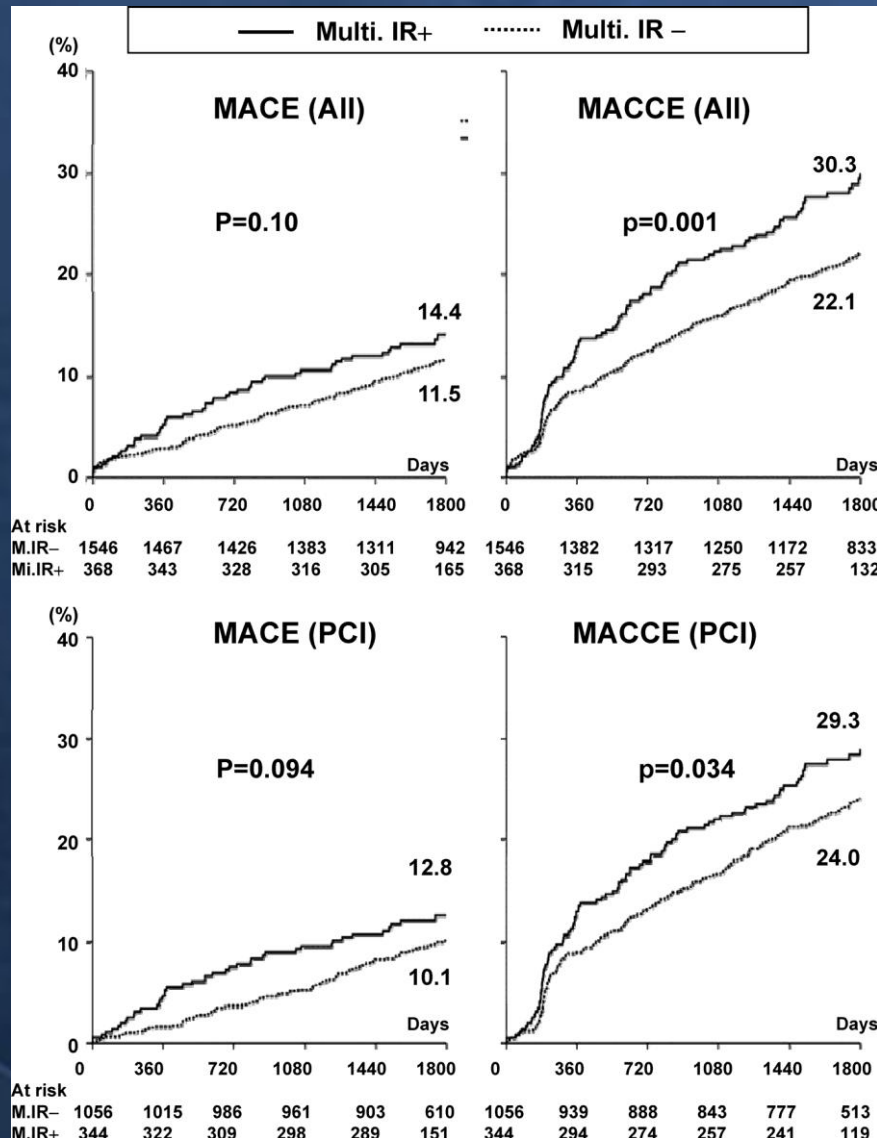 Multi. IR+ Multi. IR –
(%)
40
30
20
10
0
MACE (All)
P=0.10
14.4
11.5
Days
0 360 720 1080 1440 1800
MACCE (All)
p=0.001
30.3
22.1
Days
0 360 720 1080 1440 1800
At risk
M.IR– 1546 1467 1426 1383 1311 942 1546 1382 1317 1250 1172 833
Mi.IR+ 368 343 328 316 305 165 368 315 293 275 257 132
(%)
40
30
20
10
0
MACE (PCI)
P=0.094
12.8
10.1
Days
0 360 720 1080 1440 1800
MACCE (PCI)
p=0.034
29.3
24.0
Days
0 360 720 1080 1440 1800
At risk
M.IR– 1056 1015 986 961 903 610 1056 939 888 843 777 513
M.IR+ 344 322 309 298 289 151 344 294 274 257 241 119